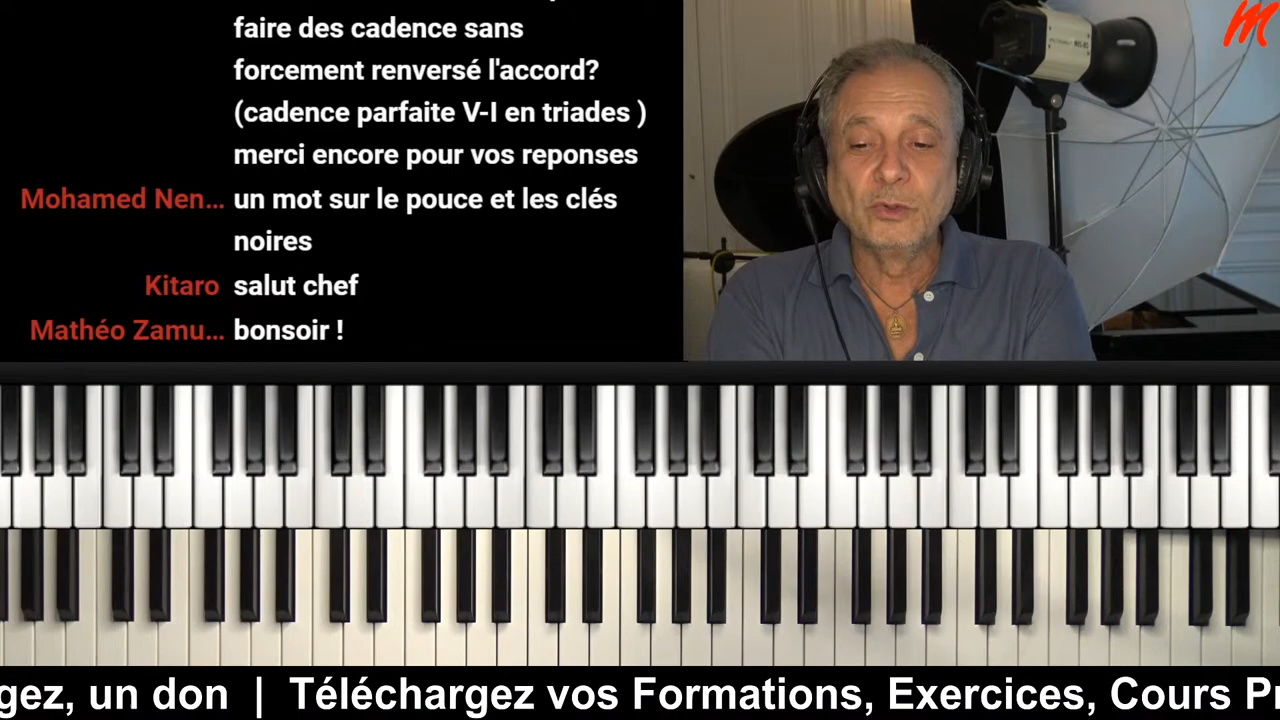 faire des cadence sans
forcement renversé l'accord?
(cadence parfaite V-I en triades )
merci encore pour vos reponses
Mohamed Nen… un mot sur le pouce et les clés
noires
Kitaro salut chef
Mathéo Zamu… bonsoir !
gez, un don | Téléchargez vos Formations, Exercices, Cours Pr